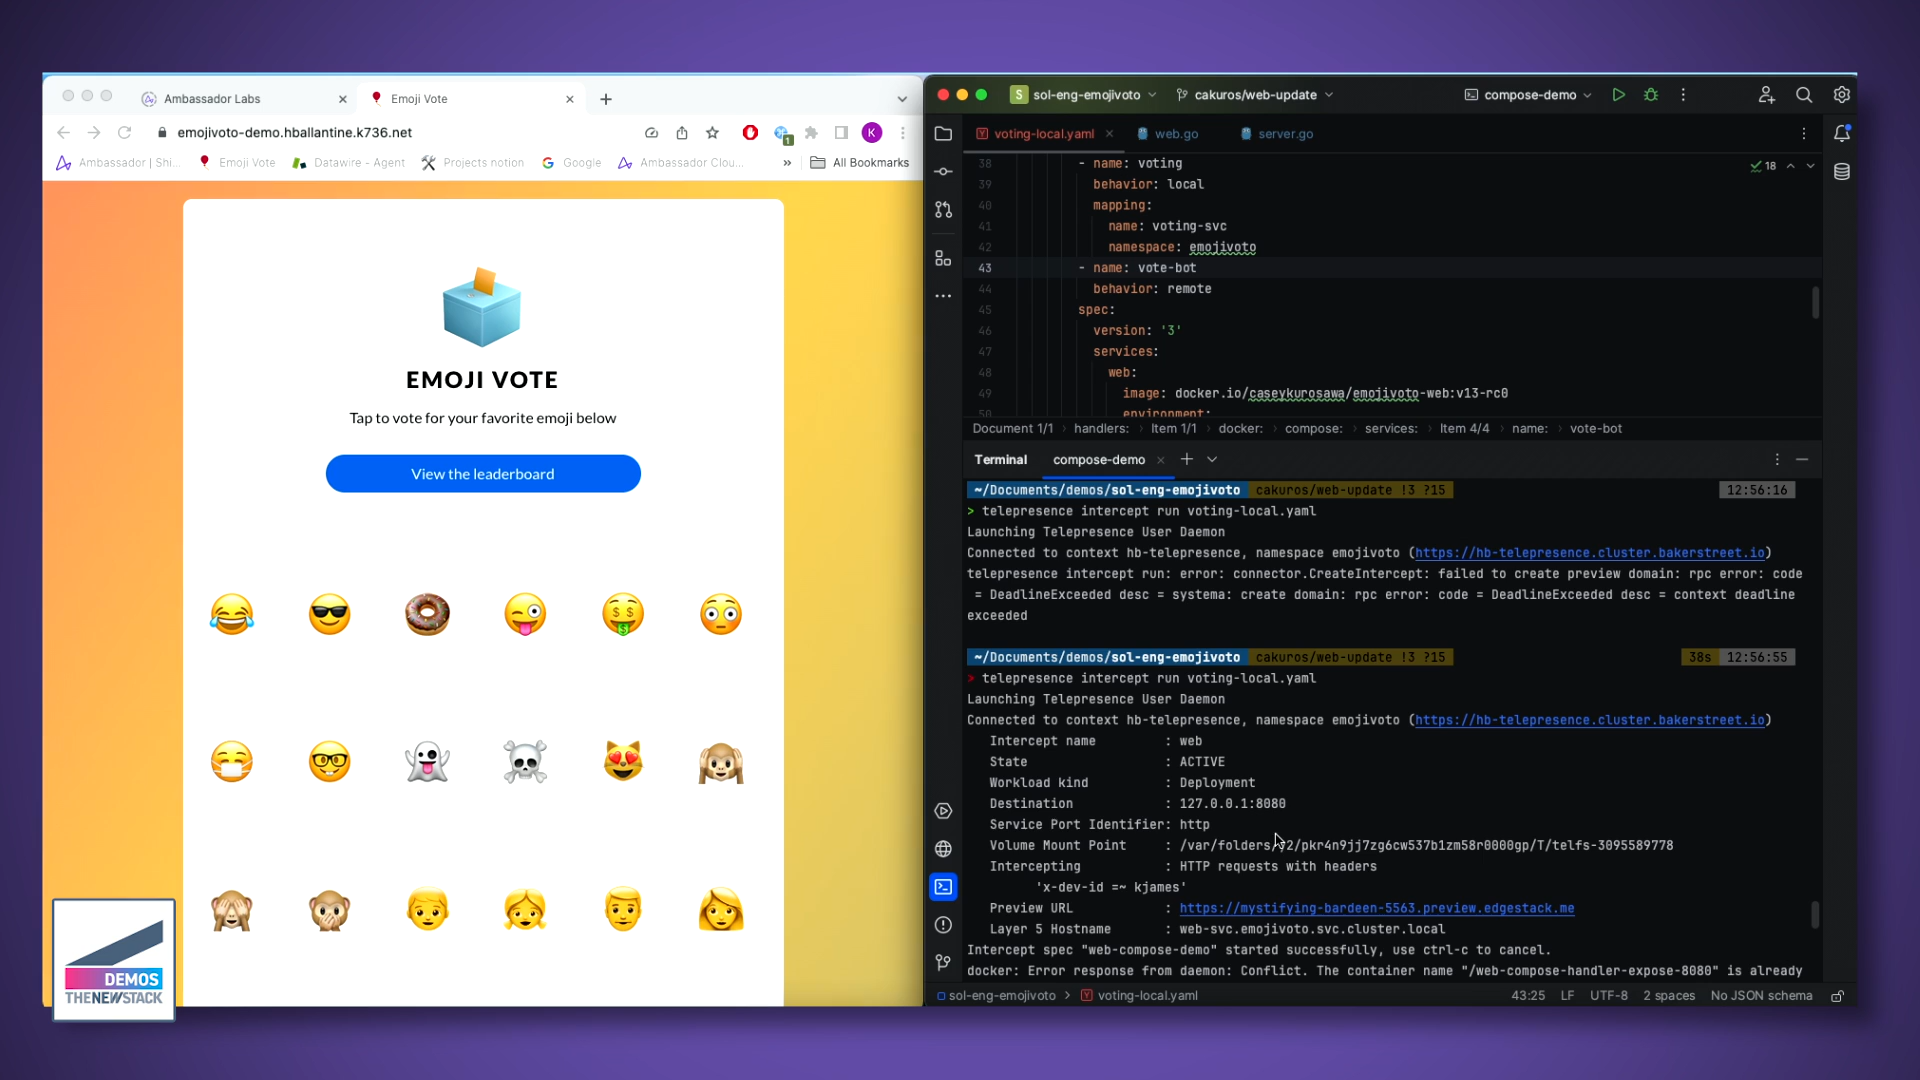 Ambassador Labs
Emoji Vote
emojivoto-demo.hballantine.k736.net
1
K
Ambassador | Shi...
Emoji Vote
Datawire - Agent
Projects notion
Google
Ambassador Clou...
»
All Bookmarks
EMOJI VOTE
Tap to vote for your favorite emoji below
View the leaderboard
DEMOS
THENEWSTACK
S sol-eng-emojivoto
cakuros/web-update
compose-demo
voting-local.yaml
web.go
server.go
18
38 - name: voting
39 behavior: local
40 mapping:
41 name: voting-svc
42 namespace: emojivoto
43 - name: vote-bot
44 behavior: remote
45 spec:
46 version: '3'
47 services:
48 web:
49 image: docker.io/caseykurosawa/emojivoto-web:v13-rc0
50 environment:
Document 1/1 › handlers: › Item 1/1 › docker: › compose: › services: › Item 4/4 › name: › vote-bot
Terminal
compose-demo
~/Documents/demos/sol-eng-emojivoto cakuros/web-update !3 ?15 12:56:16
> telepresence intercept run voting-local.yaml
Launching Telepresence User Daemon
Connected to context hb-telepresence, namespace emojivoto (https://hb-telepresence.cluster.bakerstreet.io)
telepresence intercept run: error: connector.CreateIntercept: failed to create preview domain: rpc error: code
= DeadlineExceeded desc = systema: create domain: rpc error: code = DeadlineExceeded desc = context deadline
exceeded
~/Documents/demos/sol-eng-emojivoto cakuros/web-update !3 ?15 38s 12:56:55
> telepresence intercept run voting-local.yaml
Launching Telepresence User Daemon
Connected to context hb-telepresence, namespace emojivoto (https://hb-telepresence.cluster.bakerstreet.io)
Intercept name : web
State : ACTIVE
Workload kind : Deployment
Destination : 127.0.0.1:8080
Service Port Identifier: http
Volume Mount Point : /var/folders/y2/pkr4n9jj7zg6cw537b1zm58r0000gp/T/telfs-3095589778
Intercepting : HTTP requests with headers
'x-dev-id =~ kjames'
Preview URL : https://mystifying-bardeen-5563.preview.edgestack.me
Layer 5 Hostname : web-svc.emojivoto.svc.cluster.local
Intercept spec "web-compose-demo" started successfully, use ctrl-c to cancel.
docker: Error response from daemon: Conflict. The container name "/web-compose-handler-expose-8080" is already
sol-eng-emojivoto › voting-local.yaml
43:25 LF UTF-8 2 spaces No JSON schema